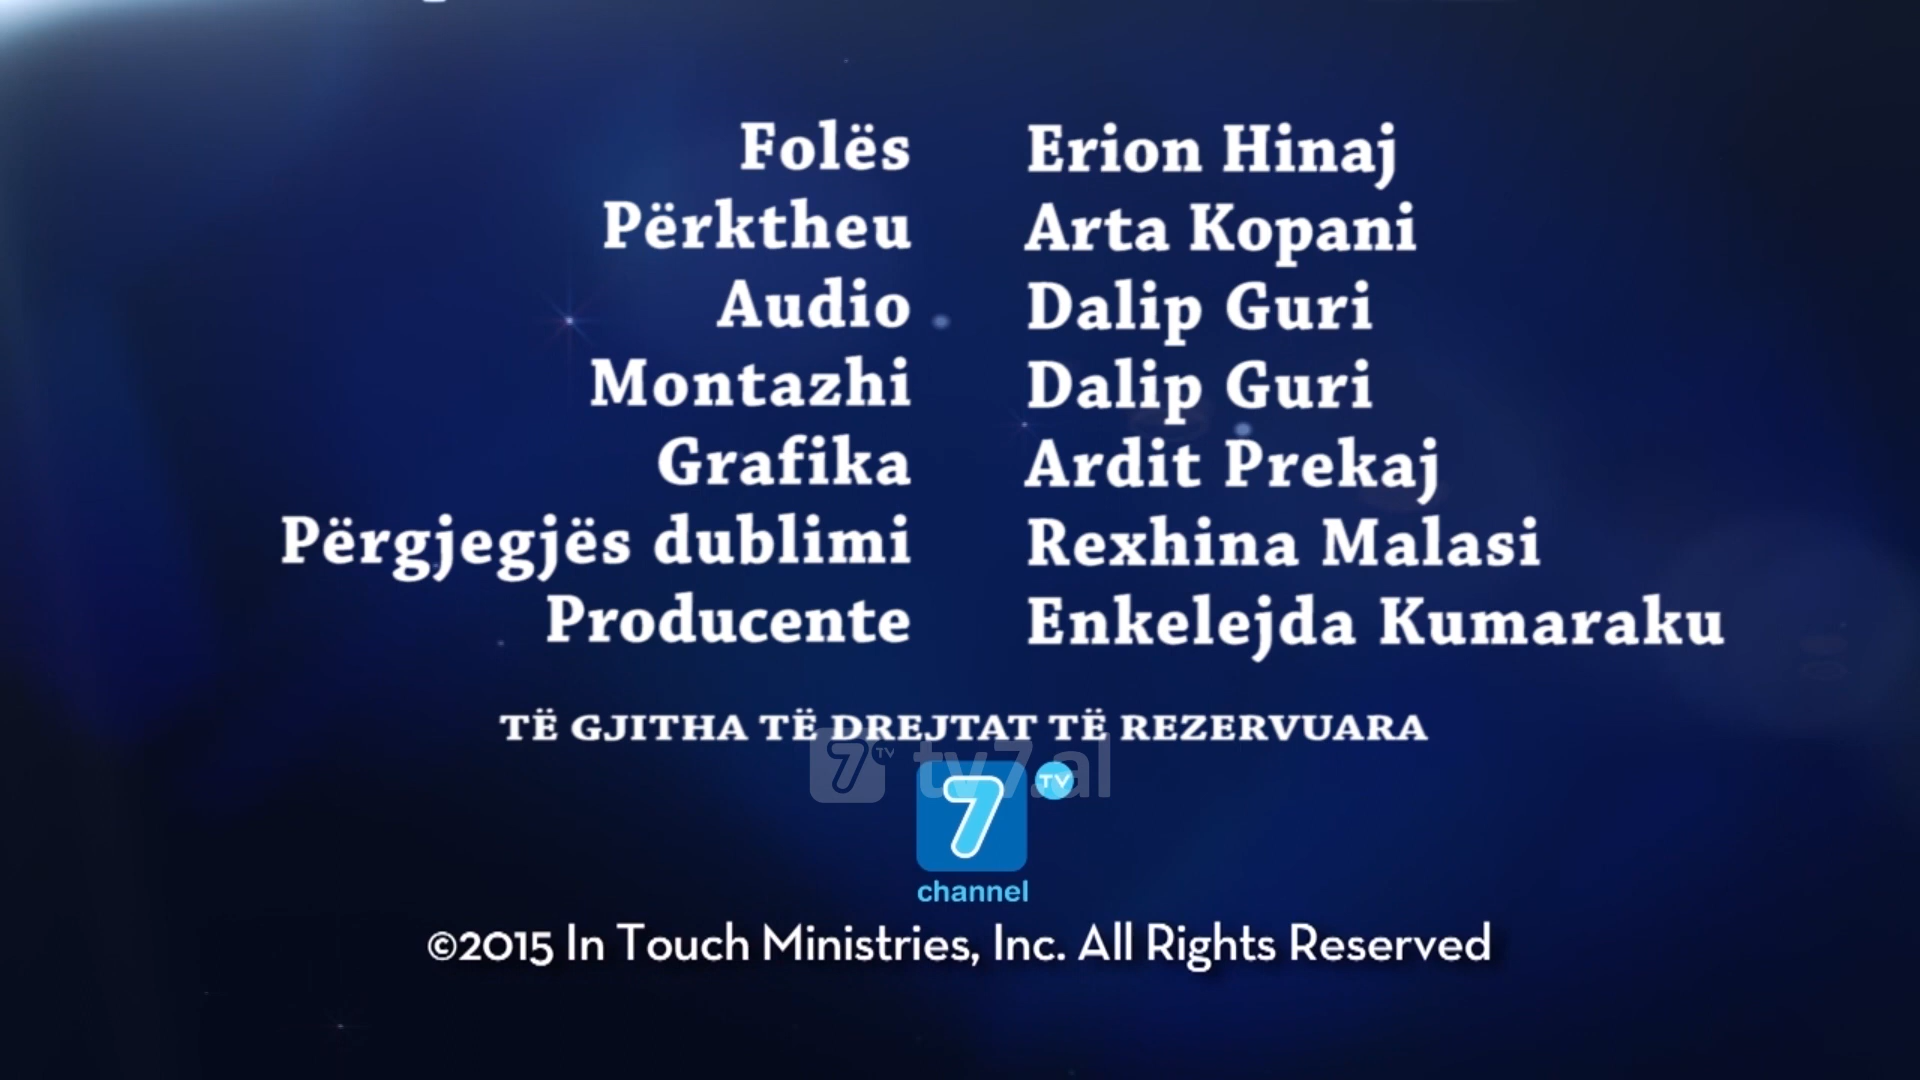 Folës Erion Hinaj
Përktheu Arta Kopani
Audio Dalip Guri
Montazhi Dalip Guri
Grafika Ardit Prekaj
Përgjegjës dublimi Rexhina Malasi
Producente Enkelejda Kumaraku
TË GJITHA TË DREJTAT TË REZERVUARA
7 TV tv7.al
7 TV
channel
©2015 In Touch Ministries, Inc. All Rights Reserved